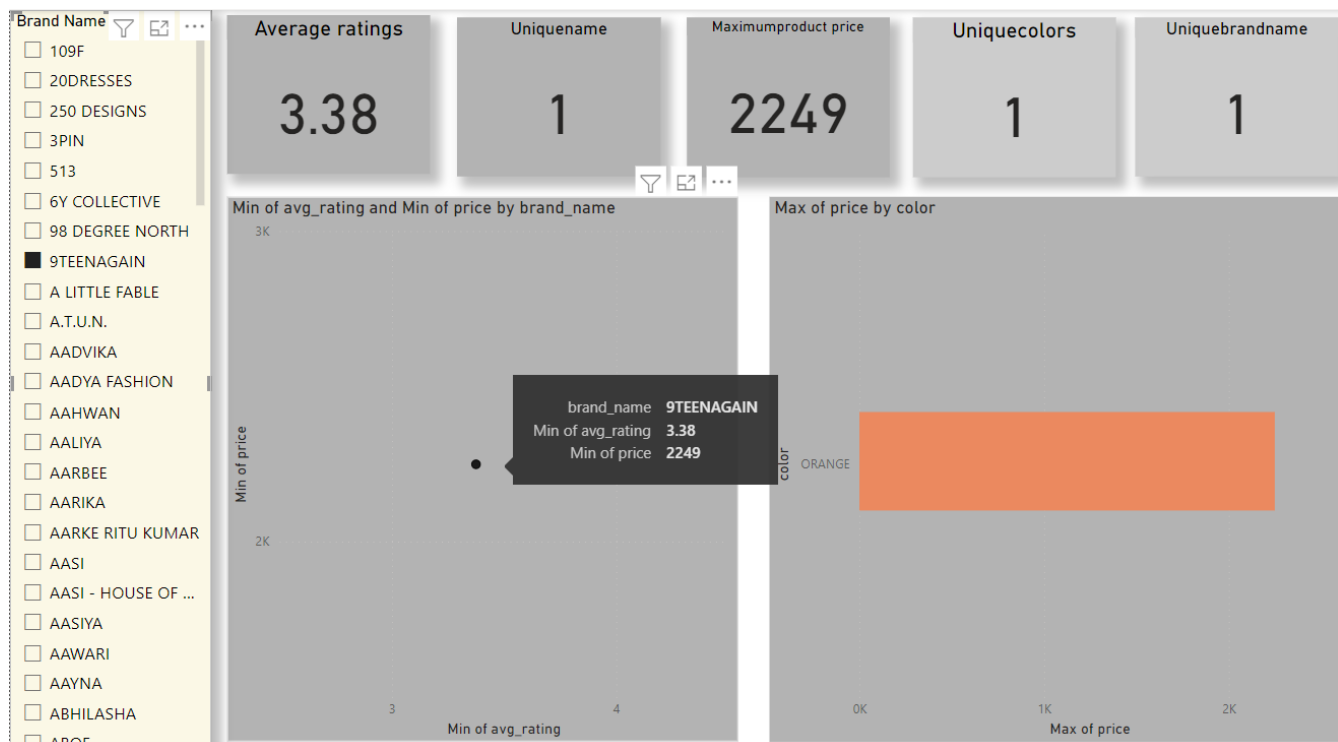 Brand Name
109F
20DRESSES
250 DESIGNS
3PIN
513
6Y COLLECTIVE
98 DEGREE NORTH
9TEENAGAIN
A LITTLE FABLE
A.T.U.N.
AADVIKA
AADYA FASHION
AAHWAN
AALIYA
AARBEE
AARIKA
AARKE RITU KUMAR
AASI
AASI - HOUSE OF ...
AASIYA
AAWARI
AAYNA
ABHILASHA
Average ratings
3.38
Uniquename
1
Maximumproduct price
2249
Uniquecolors
1
Uniquebrandname
1
Min of avg_rating and Min of price by brand_name
3K
2K
Min of price
brand_name 9TEENAGAIN
Min of avg_rating 3.38
Min of price 2249
3 4
Min of avg_rating
Max of price by color
color
ORANGE
0K 1K 2K
Max of price